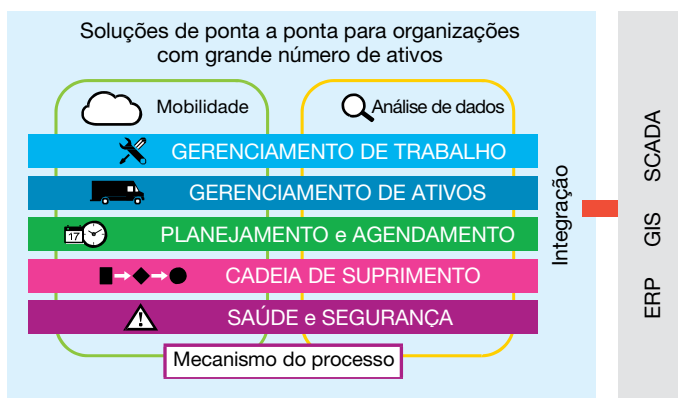 Soluções de ponta a ponta para organizações
com grande número de ativos
Mobilidade
Análise de dados
GERENCIAMENTO DE TRABALHO
GERENCIAMENTO DE ATIVOS
17
PLANEJAMENTO e AGENDAMENTO
CADEIA DE SUPRIMENTO
SAÚDE e SEGURANÇA
Mecanismo do processo
Integração
SCADA
GIS
ERP